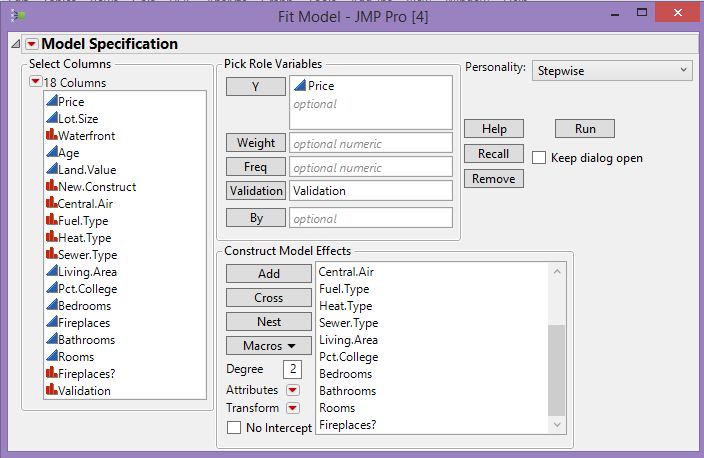 Fit Model - JMP Pro [4]
Model Specification
Select Columns
18 Columns
Price
Lot.Size
Waterfront
Age
Land.Value
New.Construct
Central.Air
Fuel.Type
Heat.Type
Sewer.Type
Living.Area
Pct.College
Bedrooms
Fireplaces
Bathrooms
Rooms
Fireplaces?
Validation
Pick Role Variables
Y
Price
optional
Weight
optional numeric
Freq
optional numeric
Validation
Validation
By
optional
Personality:
Stepwise
Help
Run
Recall
Keep dialog open
Remove
Construct Model Effects
Add
Cross
Nest
Macros
Degree
2
Attributes
Transform
No Intercept
Central.Air
Fuel.Type
Heat.Type
Sewer.Type
Living.Area
Pct.College
Bedrooms
Bathrooms
Rooms
Fireplaces?